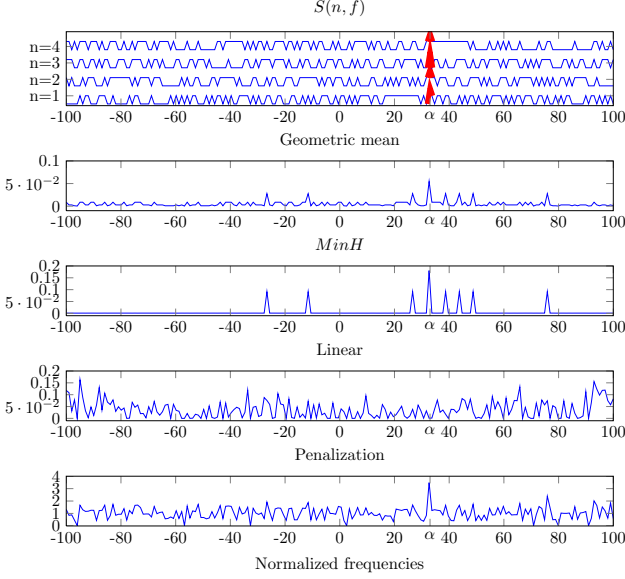 S(n, f)
n=4
n=3
n=2
n=1
-100 -80 -60 -40 -20 0 20 α 40 60 80 100
Geometric mean
0.1
5 · 10⁻²
0
-100 -80 -60 -40 -20 0 20 α 40 60 80 100
MinH
0.2
0.15
0.1
5 · 10⁻²
0
-100 -80 -60 -40 -20 0 20 α 40 60 80 100
Linear
0.2
0.15
0.1
5 · 10⁻²
0
-100 -80 -60 -40 -20 0 20 α 40 60 80 100
Penalization
4
3
2
1
0
-100 -80 -60 -40 -20 0 20 α 40 60 80 100
Normalized frequencies